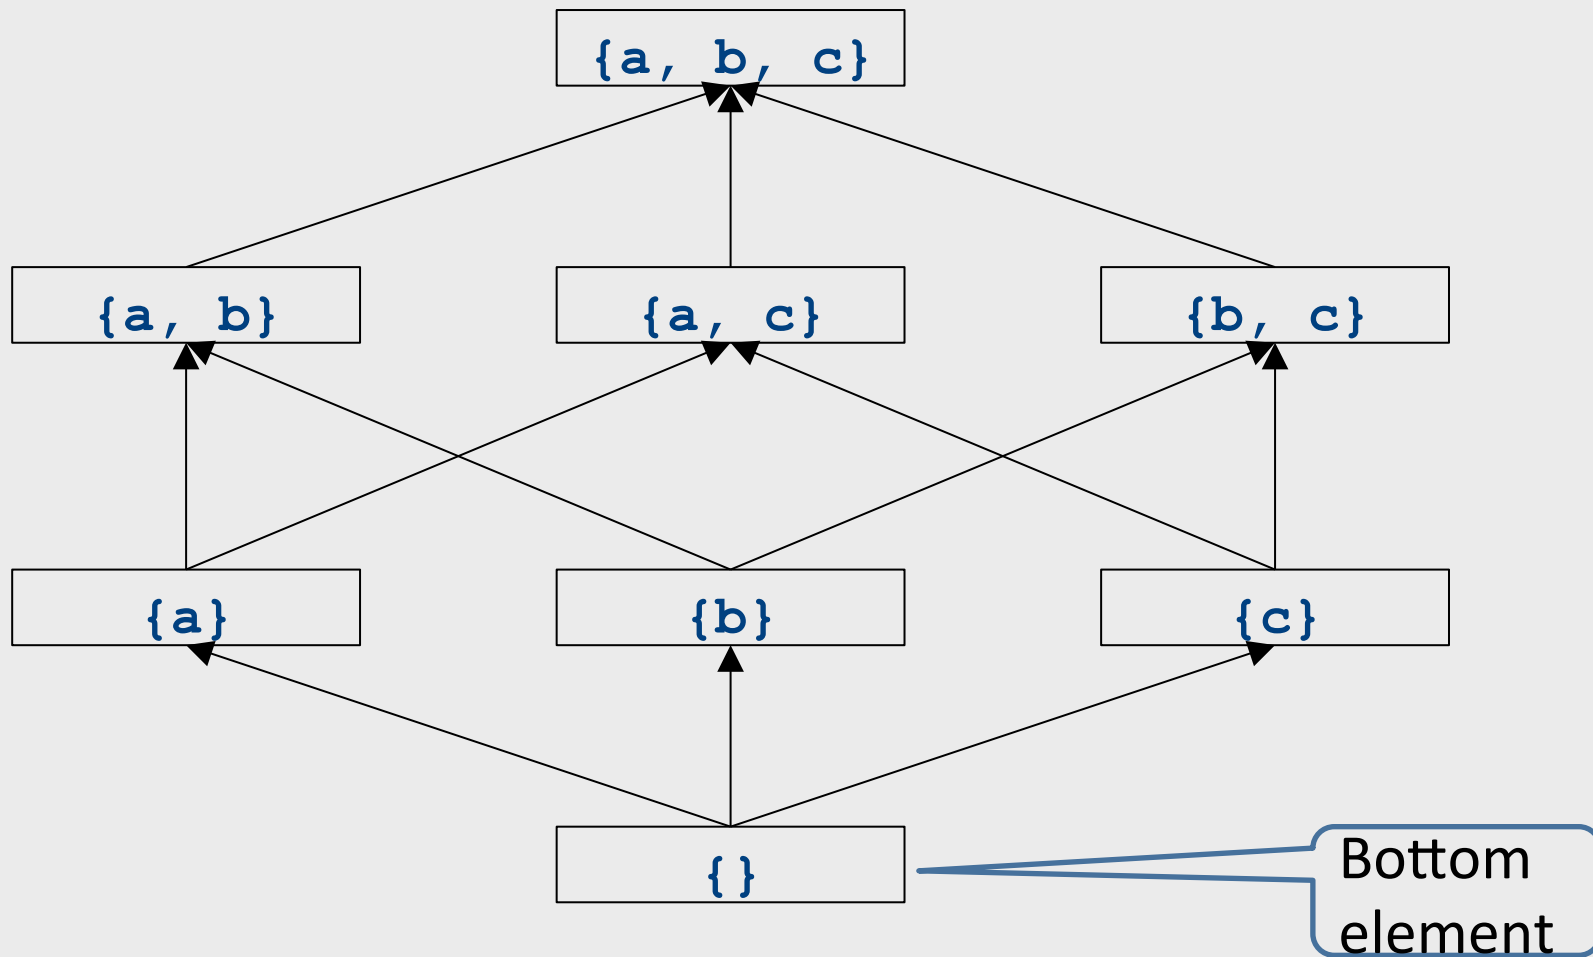 {a, b, c}
{a, b}
{a, c}
{b, c}
{a}
{b}
{c}
{}
Bottom
element